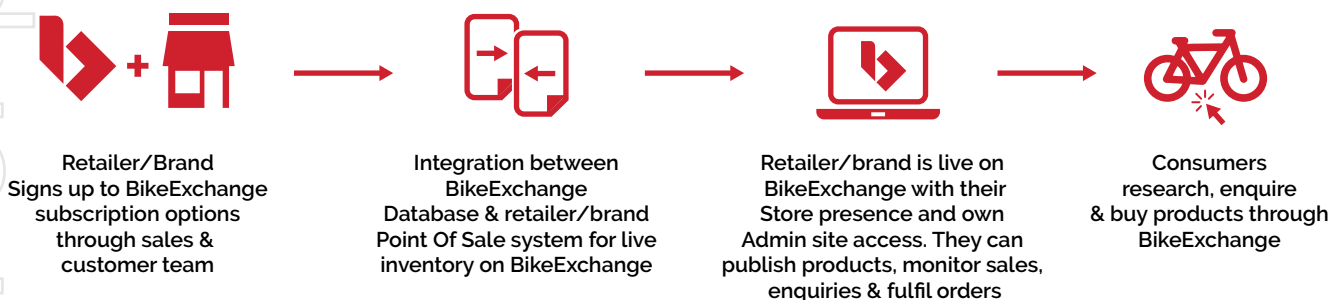 Retailer/Brand
Signs up to BikeExchange
subscription options
through sales &
customer team
Integration between
BikeExchange
Database & retailer/brand
Point Of Sale system for live
inventory on BikeExchange
Retailer/brand is live on
BikeExchange with their
Store presence and own
Admin site access. They can
publish products, monitor sales,
enquiries & fulfil orders
Consumers
research, enquire
& buy products through
BikeExchange